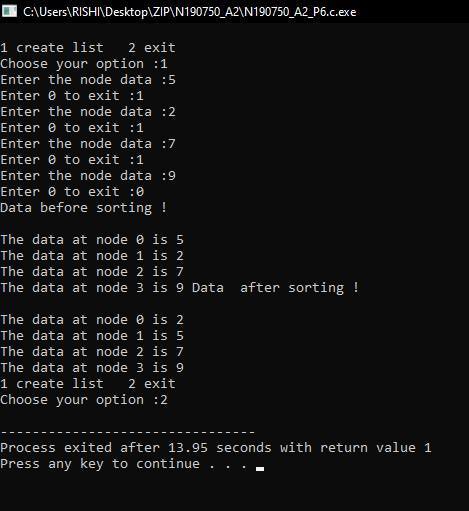 C:\Users\RISHI\Desktop\ZIP\N190750_A2\N190750_A2_P6.c.exe
1 create list   2 exit
Choose your option :1
Enter the node data :5
Enter 0 to exit :1
Enter the node data :2
Enter 0 to exit :1
Enter the node data :7
Enter 0 to exit :1
Enter the node data :9
Enter 0 to exit :0
Data before sorting !
The data at node 0 is 5
The data at node 1 is 2
The data at node 2 is 7
The data at node 3 is 9 Data  after sorting !
The data at node 0 is 2
The data at node 1 is 5
The data at node 2 is 7
The data at node 3 is 9
1 create list   2 exit
Choose your option :2
--------------------------------
Process exited after 13.95 seconds with return value 1
Press any key to continue . . .